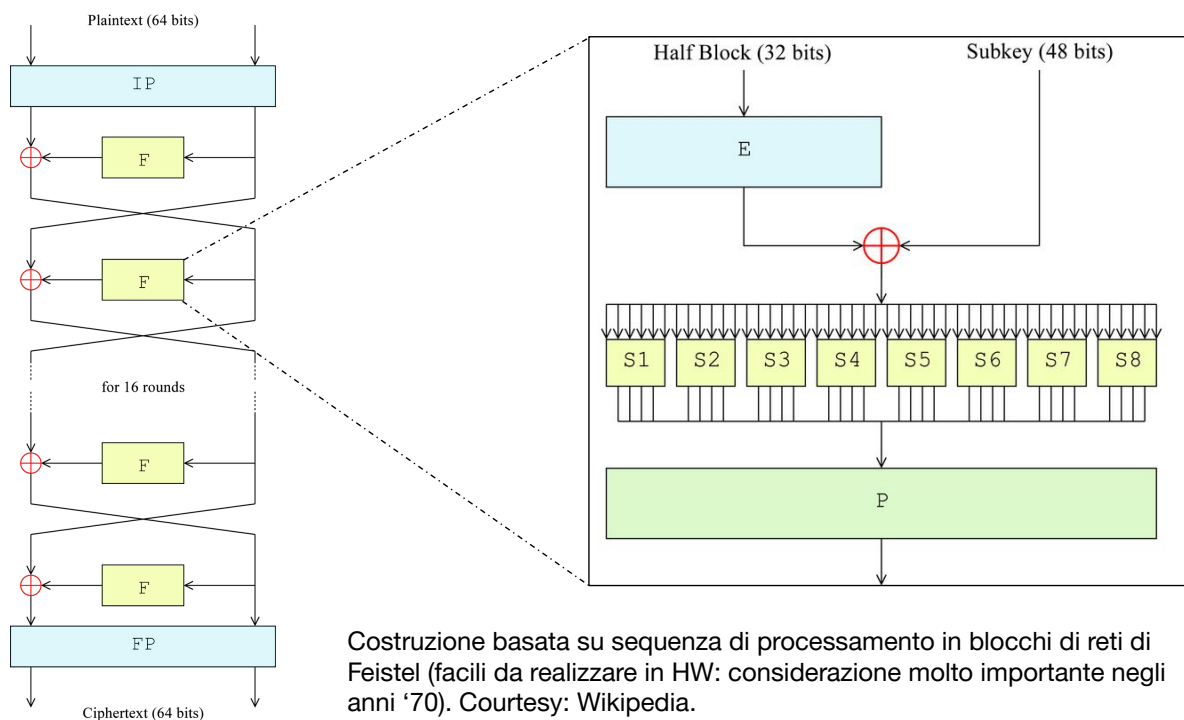 Plaintext (64 bits)
IP
F
F
for 16 rounds
F
F
FP
Ciphertext (64 bits)
Half Block (32 bits)
Subkey (48 bits)
E
S1 S2 S3 S4 S5 S6 S7 S8
P
Costruzione basata su sequenza di processamento in blocchi di reti di
Feistel (facili da realizzare in HW: considerazione molto importante negli
anni ‘70). Courtesy: Wikipedia.